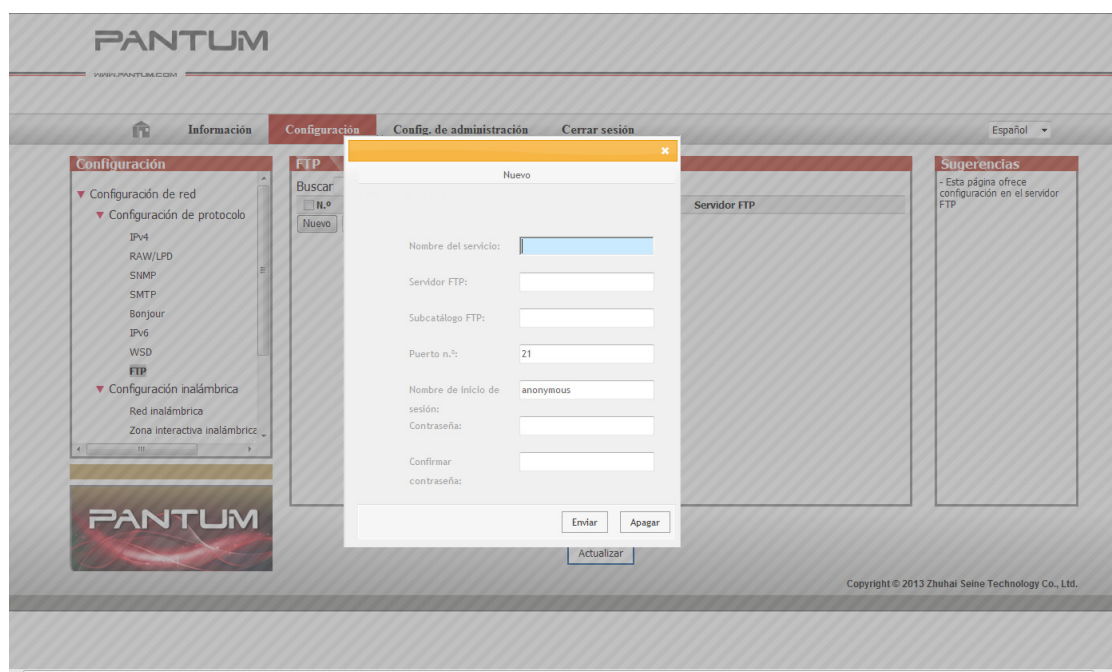 PANTUM
WWW.PANTUM.COM
Información
Configuración
Config. de administración
Cerrar sesión
Español
Configuración
Configuración de red
Configuración de protocolo
IPv4
RAW/LPD
SNMP
SMTP
Bonjour
IPv6
WSD
FTP
Configuración inalámbrica
Red inalámbrica
Zona interactiva inalámbrica
PANTUM
FTP
Buscar
N.º
Servidor FTP
Nuevo
Nuevo
Nombre del servicio:
Servidor FTP:
Subcatálogo FTP:
Puerto n.º: 21
Nombre de inicio de anonymous
sesión:
Contraseña:
Confirmar
contraseña:
Enviar Apagar
Actualizar
Sugerencias
- Esta página ofrece
configuración en el servidor
FTP
Copyright © 2013 Zhuhai Seine Technology Co., Ltd.